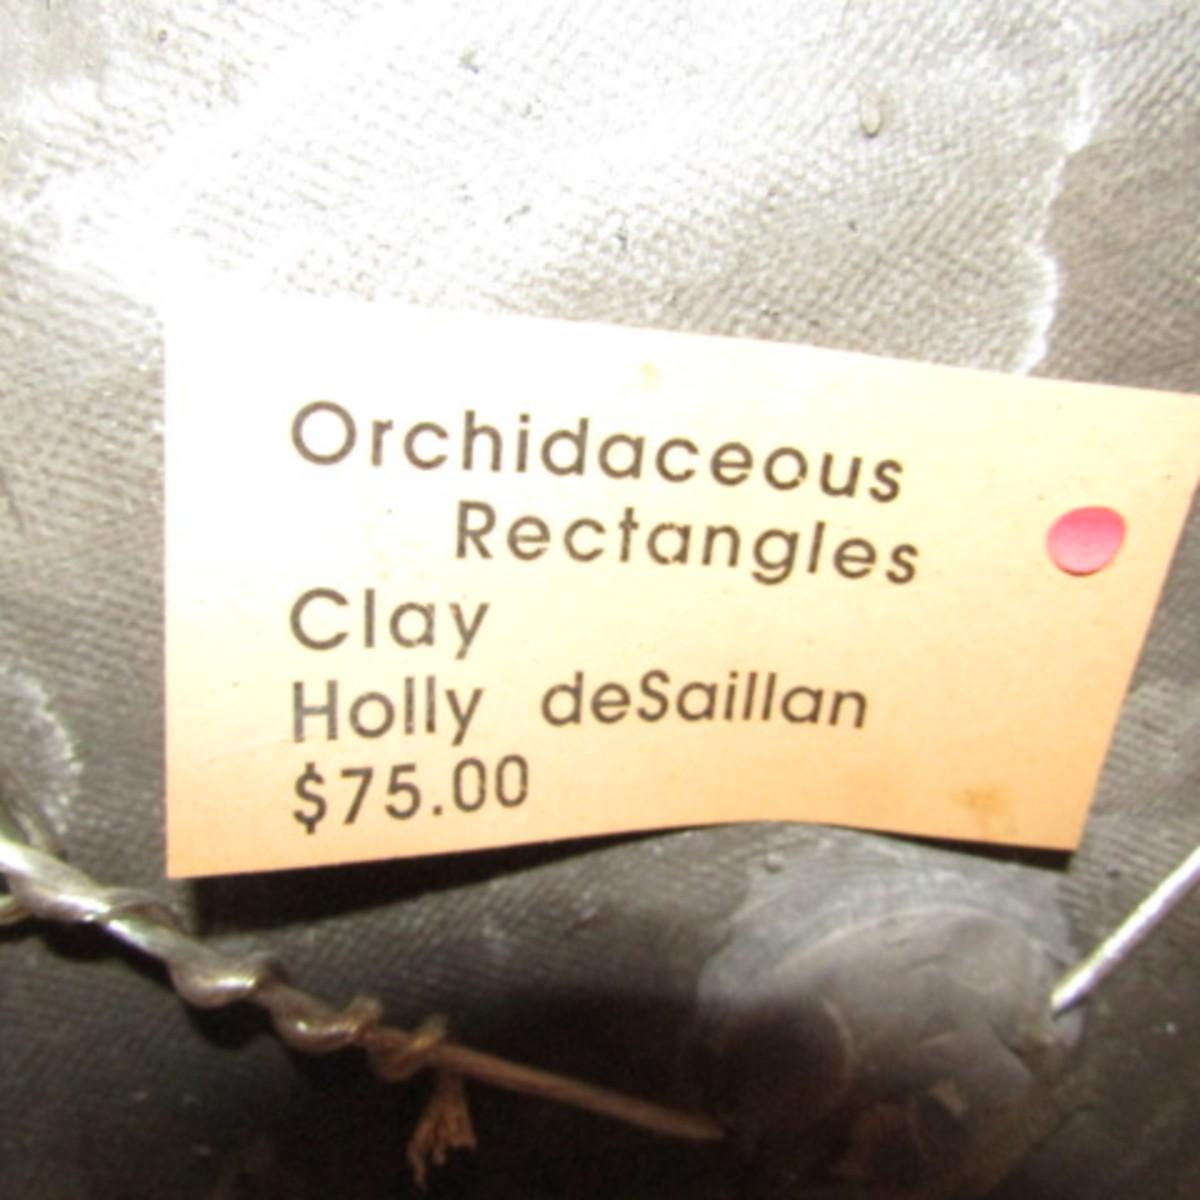 Orchidaceous
Rectangles
Clay
Holly deSaillan
$75.00